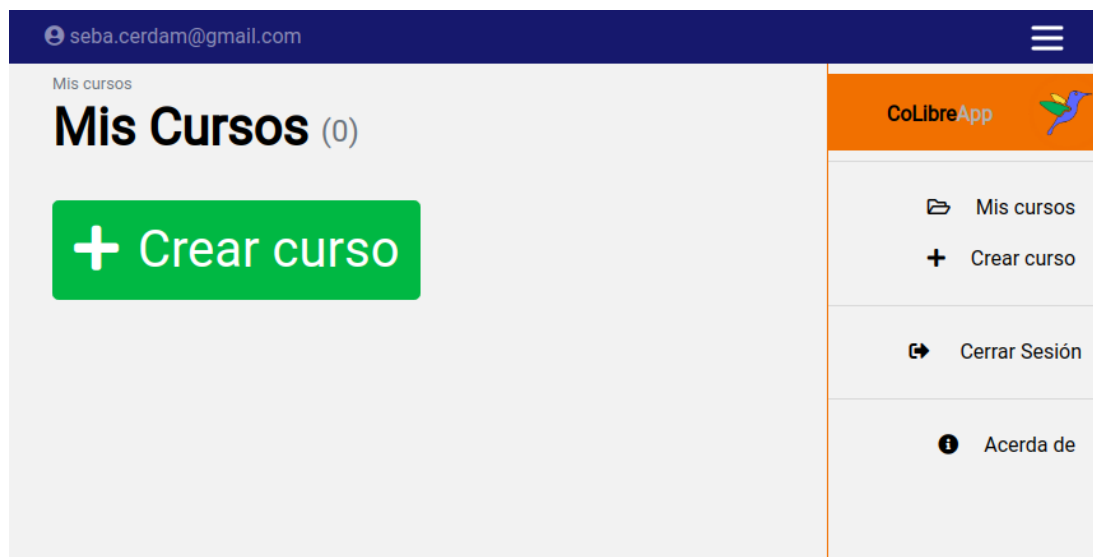 seba.cerdam@gmail.com
Mis cursos
Mis Cursos (0)
Crear curso
CoLibreApp
Mis cursos
Crear curso
Cerrar Sesión
Acerda de